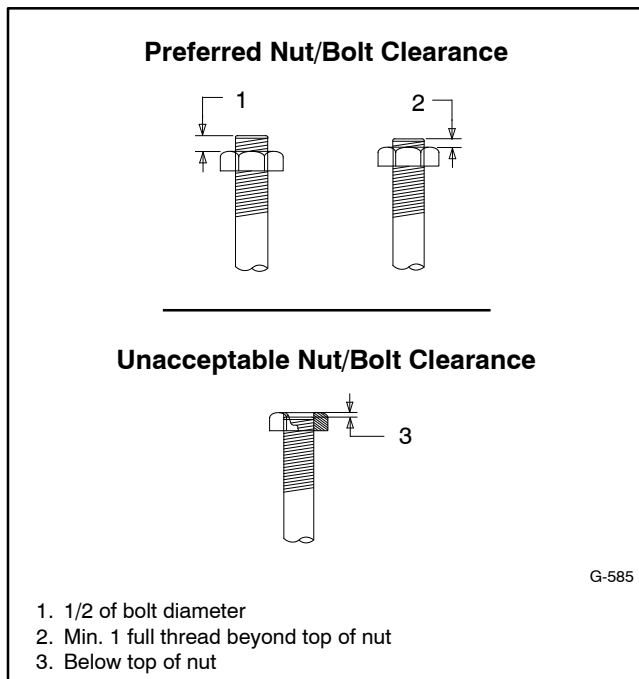 Preferred Nut/Bolt Clearance
1
2
Unacceptable Nut/Bolt Clearance
3
G-585
1. 1/2 of bolt diameter
2. Min. 1 full thread beyond top of nut
3. Below top of nut